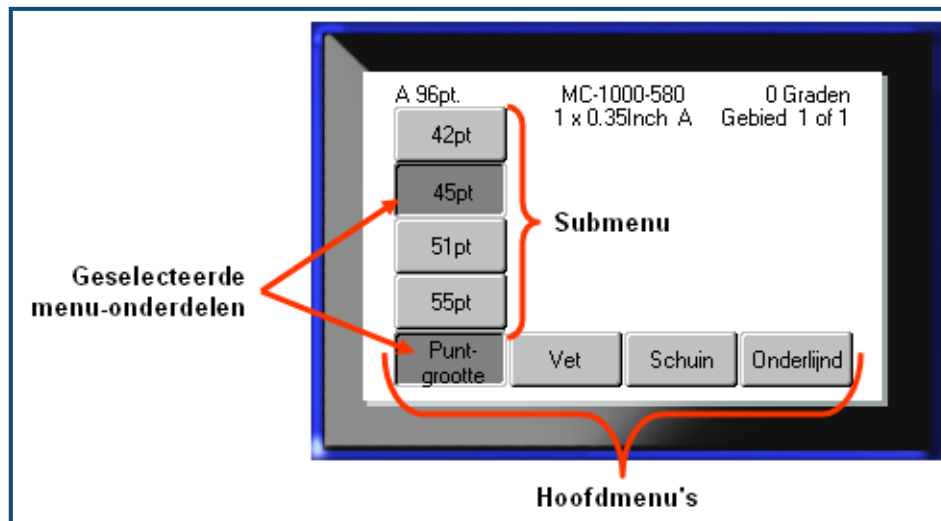 A 96pt. MC-1000-580 0 Graden
1 x 0.35Inch A Gebied 1 of 1
42pt
45pt
51pt
55pt
Submenu
Geselecteerde
menu-onderdelen
Punt-
grootte
Vet
Schuin
Onderlijnd
Hoofdmenu's